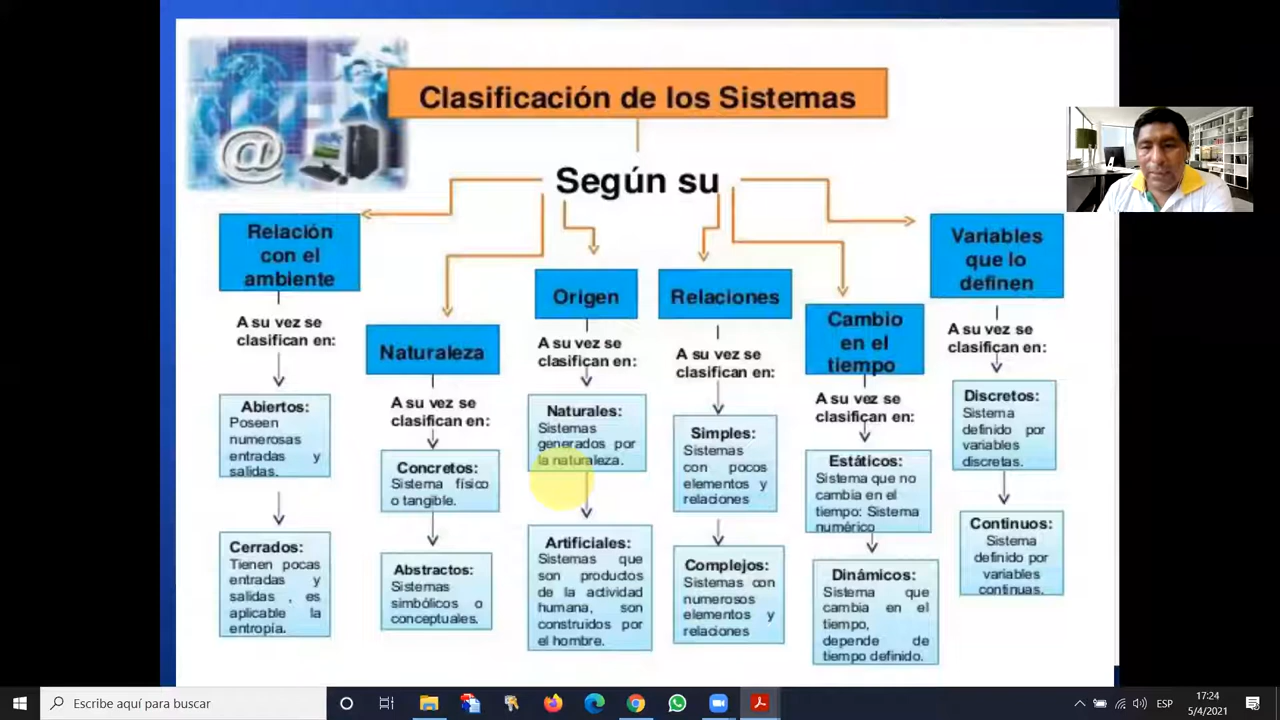 Clasificación de los Sistemas
Según su
Relación
con el
ambiente
A su vez se
clasifican en:
Abiertos:
Poseen
numerosas
entradas y
salidas.
Cerrados:
Tienen pocas
entradas y
salidas , es
aplicable la
entropía.
Naturaleza
A su vez se
clasifican en:
Concretos:
Sistema físico
o tangible.
Abstractos:
Sistemas
simbólicos o
conceptuales.
Origen
A su vez se
clasifican en:
Naturales:
Sistemas
generados por
la naturaleza.
Artificiales:
Sistemas que
son productos
de la actividad
humana, son
construidos por
el hombre.
Relaciones
A su vez se
clasifican en:
Simples:
Sistemas
con pocos
elementos y
relaciones
Complejos:
Sistemas con
numerosos
elementos y
relaciones
Cambio
en el
tiempo
A su vez se
clasifican en:
Estáticos:
Sistema que no
cambia en el
tiempo: Sistema
numérico
Dinámicos:
Sistema que
cambia en el
tiempo,
depende de
tiempo definido.
Variables
que lo
definen
A su vez se
clasifican en:
Discretos:
Sistema
definido por
variables
discretas.
Continuos:
Sistema
definido por
variables
continuas.
Escribe aquí para buscar
ESP
17:24
5/4/2021